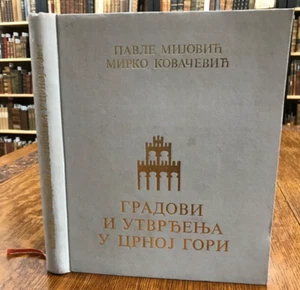 ПАВЛЕ МИЈОВИЋ
МИРКО КОВАЧЕВИЋ
ГРАДОВИ
И УТВРЂЕЊА
У ЦРНОЈ ГОРИ